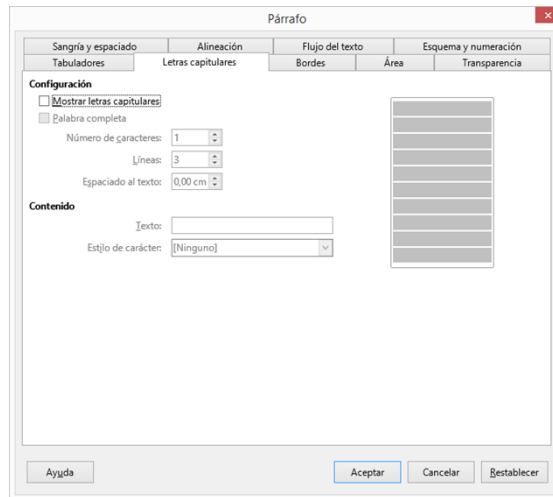 Párrafo
Sangría y espaciado Alineación Flujo del texto Esquema y numeración
Tabuladores Letras capitulares Bordes Área Transparencia
Configuración
Mostrar letras capitulares
Palabra completa
Número de caracteres: 1
Líneas: 3
Espaciado al texto: 0,00 cm
Contenido
Texto:
Estilo de carácter: [Ninguno]
Ayuda Aceptar Cancelar Restablecer